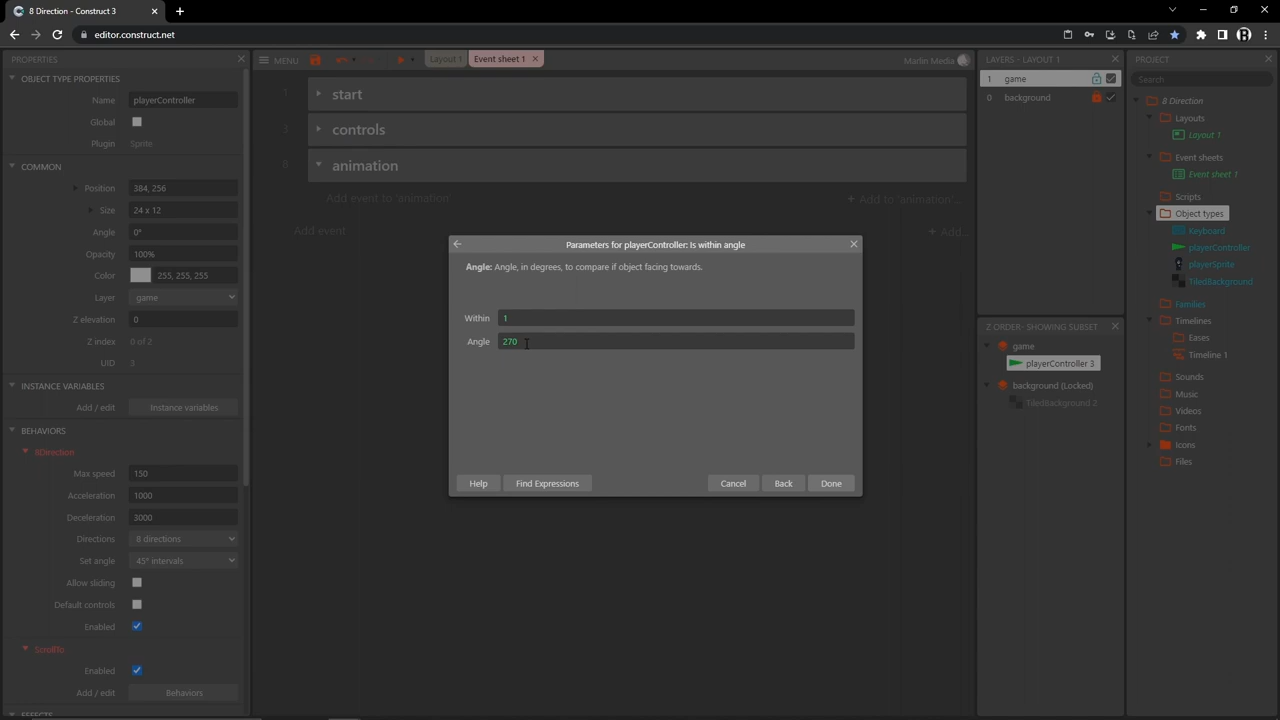 8 Direction - Construct 3
editor.construct.net
PROPERTIES
OBJECT TYPE PROPERTIES
Name playerController
Global
Plugin Sprite
COMMON
Position 384, 256
Size 24 x 12
Angle 0°
Opacity 100%
Color 255, 255, 255
Layer game
Z elevation 0
Z index 0 of 2
UID 3
INSTANCE VARIABLES
Add / edit Instance variables
BEHAVIORS
8Direction
Max speed 150
Acceleration 1000
Deceleration 3000
Directions 8 directions
Set angle 45° intervals
Allow sliding
Default controls
Enabled
ScrollTo
Enabled
Add / edit Behaviors
EFFECTS
MENU
Layout 1
Event sheet 1
Marlin Media
1 start
3 controls
8 animation
Add event to 'animation'
+ Add to 'animation'...
Add event
+ Add...
Parameters for playerController: Is within angle
Angle: Angle, in degrees, to compare if object facing towards.
Within 1
Angle 270
Help
Find Expressions
Cancel
Back
Done
LAYERS - LAYOUT 1
1 game
0 background
Z ORDER - SHOWING SUBSET
game
playerController 3
background (Locked)
TiledBackground 2
PROJECT
Search
8 Direction
Layouts
Layout 1
Event sheets
Event sheet 1
Scripts
Object types
Keyboard
playerController
playerSprite
TiledBackground
Families
Timelines
Eases
Timeline 1
Sounds
Music
Videos
Fonts
Icons
Files